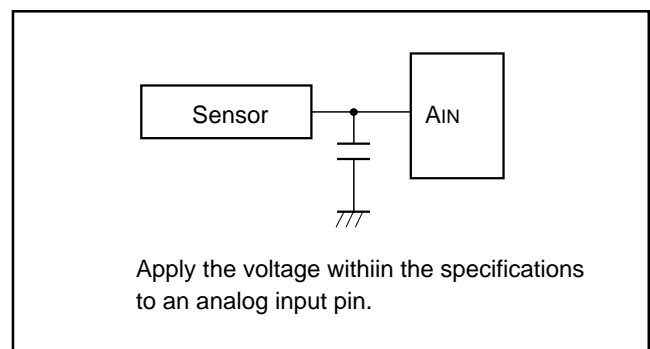 Sensor
AIN
Apply the voltage withiin the specifications
to an analog input pin.